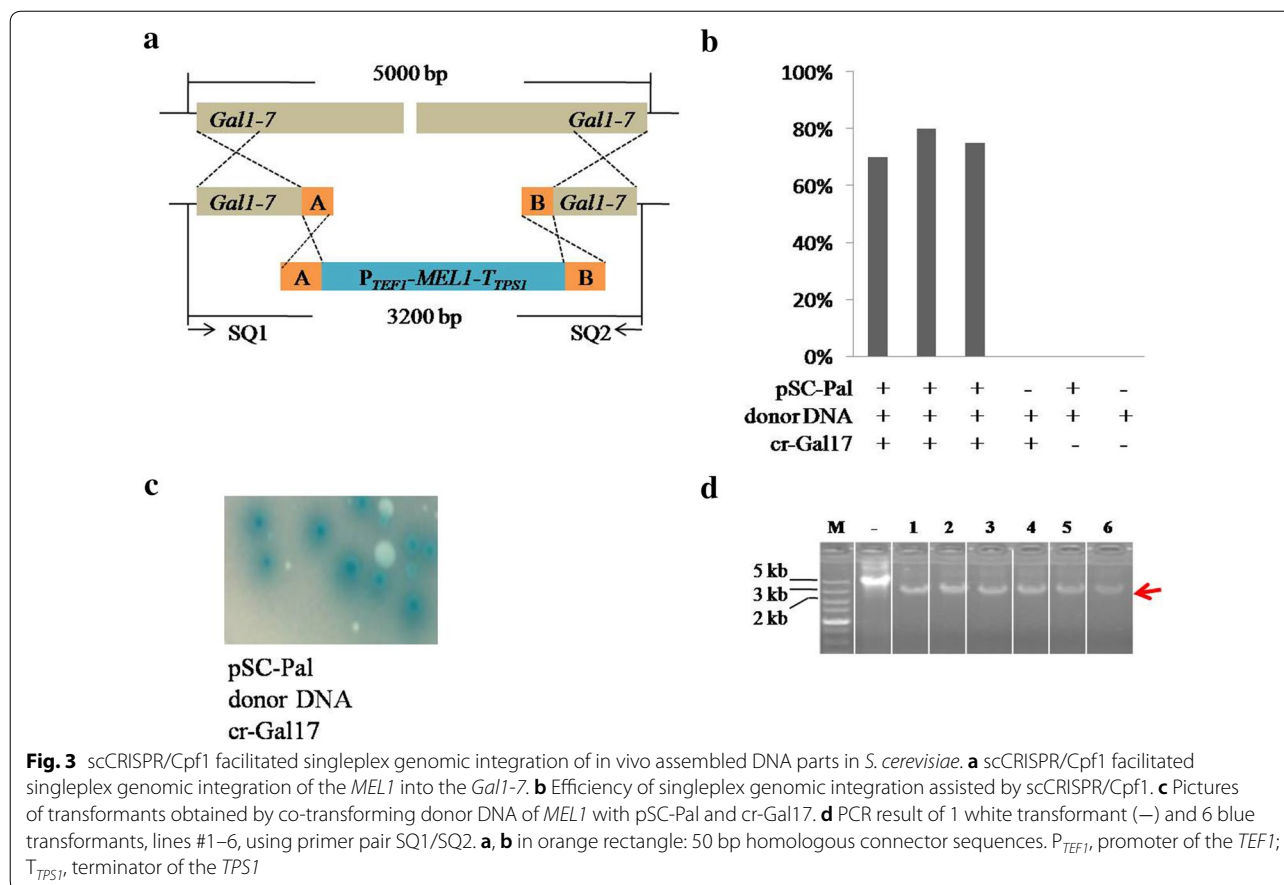 a
5000 bp
Gal1-7 Gal1-7
Gal1-7 A B Gal1-7
A P_TEF1-MEL1-T_TPS1 B
3200 bp
SQ1 SQ2
b
100%
80%
60%
40%
20%
0%
pSC-Pal + + + - + -
donor DNA + + + + + +
cr-Gal17 + + + + - -
c
pSC-Pal
donor DNA
cr-Gal17
d
M - 1 2 3 4 5 6
5 kb
3 kb
2 kb
Fig. 3 scCRISPR/Cpf1 facilitated singleplex genomic integration of in vivo assembled DNA parts in S. cerevisiae. a scCRISPR/Cpf1 facilitated
singleplex genomic integration of the MEL1 into the Gal1-7. b Efficiency of singleplex genomic integration assisted by scCRISPR/Cpf1. c Pictures
of transformants obtained by co-transforming donor DNA of MEL1 with pSC-Pal and cr-Gal17. d PCR result of 1 white transformant (−) and 6 blue
transformants, lines #1–6, using primer pair SQ1/SQ2. a, b in orange rectangle: 50 bp homologous connector sequences. P_TEF1, promoter of the TEF1;
T_TPS1, terminator of the TPS1